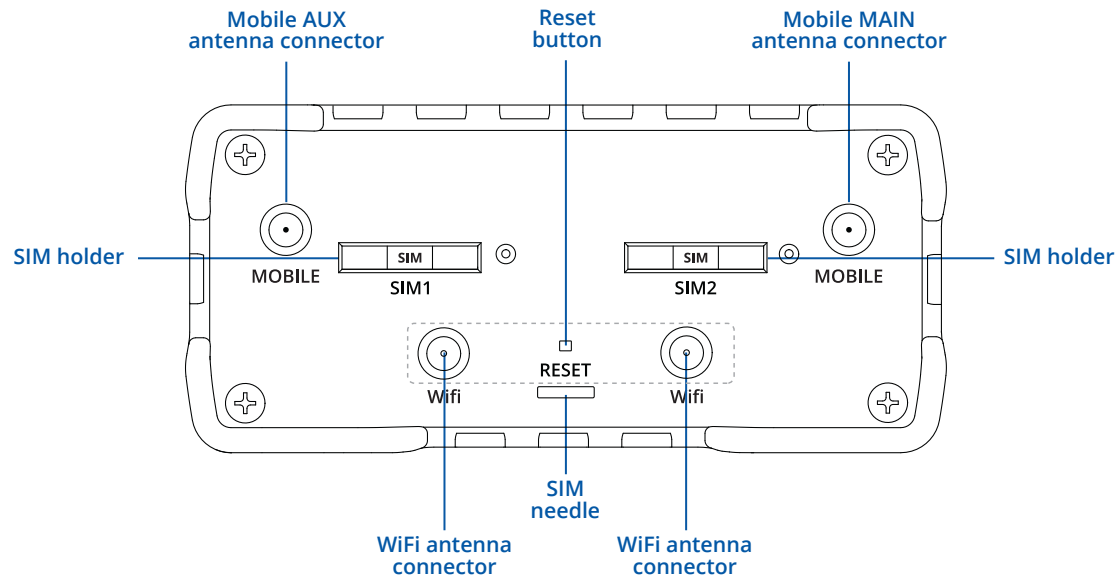 Mobile AUX
antenna connector
Reset
button
Mobile MAIN
antenna connector
SIM holder
MOBILE
SIM
SIM1
SIM
SIM2
MOBILE
SIM holder
RESET
Wifi
Wifi
SIM
needle
WiFi antenna
connector
WiFi antenna
connector